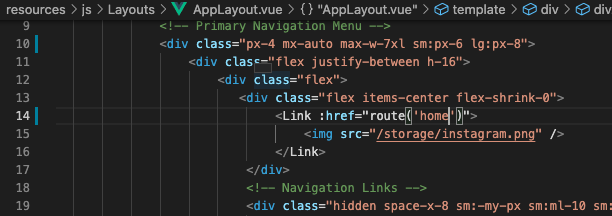 resources > js > Layouts > AppLayout.vue > {} "AppLayout.vue" > template > div > div
9 <!-- Primary Navigation Menu -->
10 <div class="px-4 mx-auto max-w-7xl sm:px-6 lg:px-8">
11 <div class="flex justify-between h-16">
12 <div class="flex">
13 <div class="flex items-center flex-shrink-0">
14 <Link :href="route('home')">
15 <img src="/storage/instagram.png" />
16 </Link>
17 </div>
18 <!-- Navigation Links -->
19 <div class="hidden space-x-8 sm:-my-px sm:ml-10 sm: